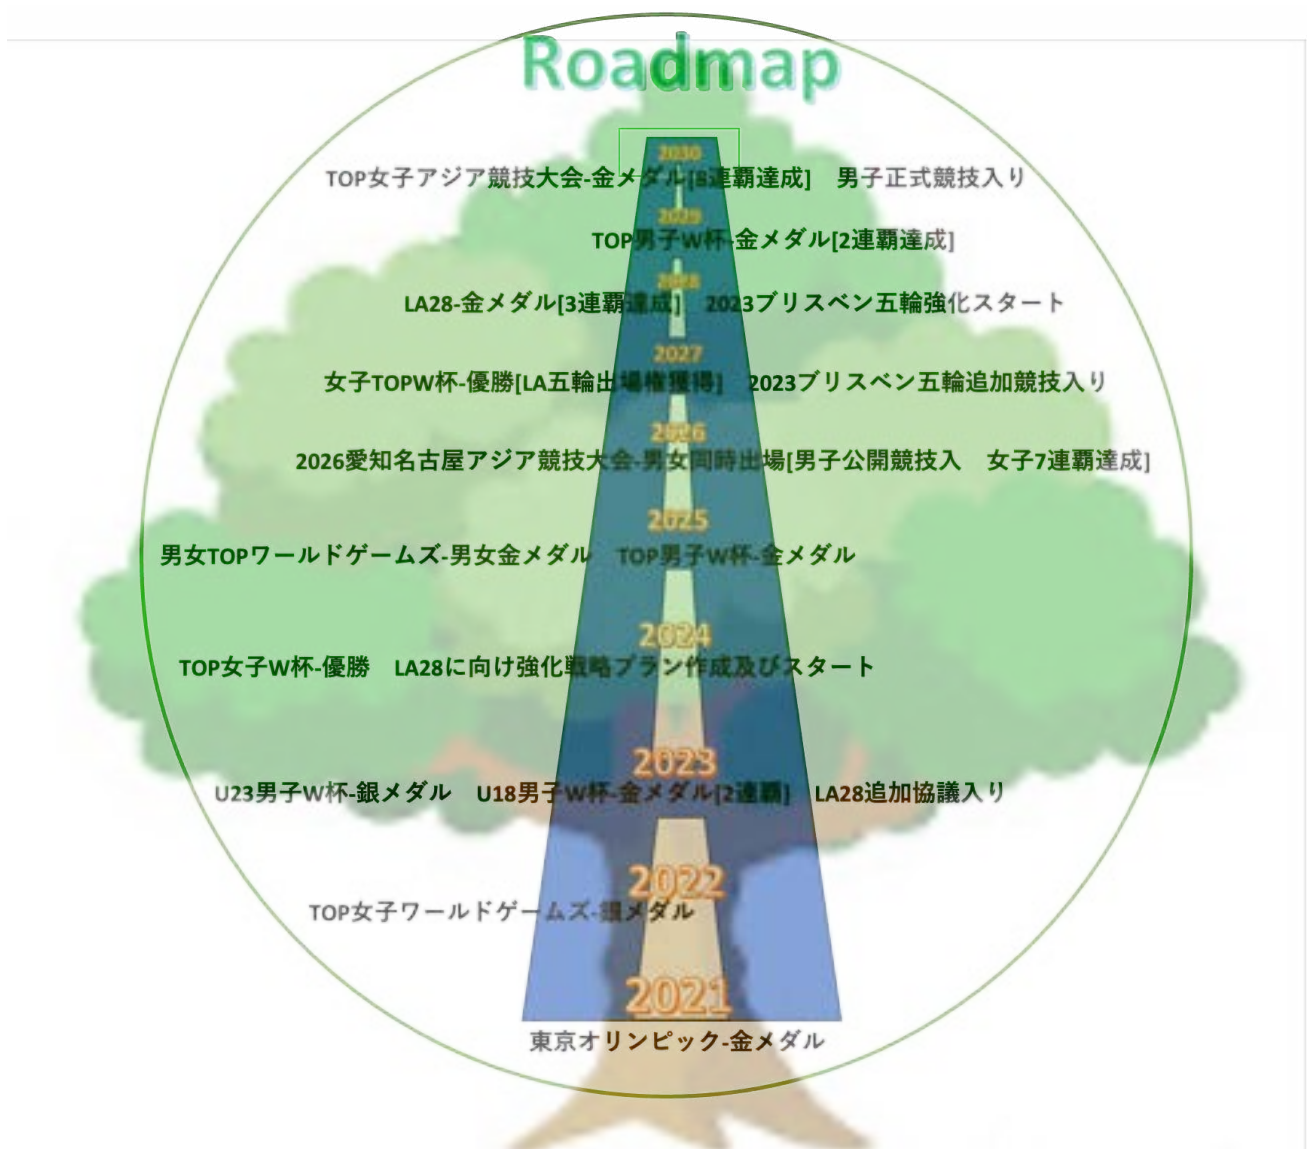 Roadmap
2030
TOP女子アジア競技大会-金メダル[8連覇達成]　男子正式競技入り
2029
TOP男子W杯-金メダル[2連覇達成]
2028
LA28-金メダル[3連覇達成]　2023ブリスベン五輪強化スタート
2027
女子TOPW杯-優勝[LA五輪出場権獲得]　2023ブリスベン五輪追加競技入り
2026
2026愛知名古屋アジア競技大会-男女同時出場[男子公開競技入　女子7連覇達成]
2025
男女TOPワールドゲームズ-男女金メダル　TOP男子W杯-金メダル
2024
TOP女子W杯-優勝　LA28に向け強化戦略プラン作成及びスタート
2023
U23男子W杯-銀メダル　U18男子W杯-金メダル[2連覇]　LA28追加協議入り
2022
TOP女子ワールドゲームズ-銀メダル
2021
東京オリンピック-金メダル